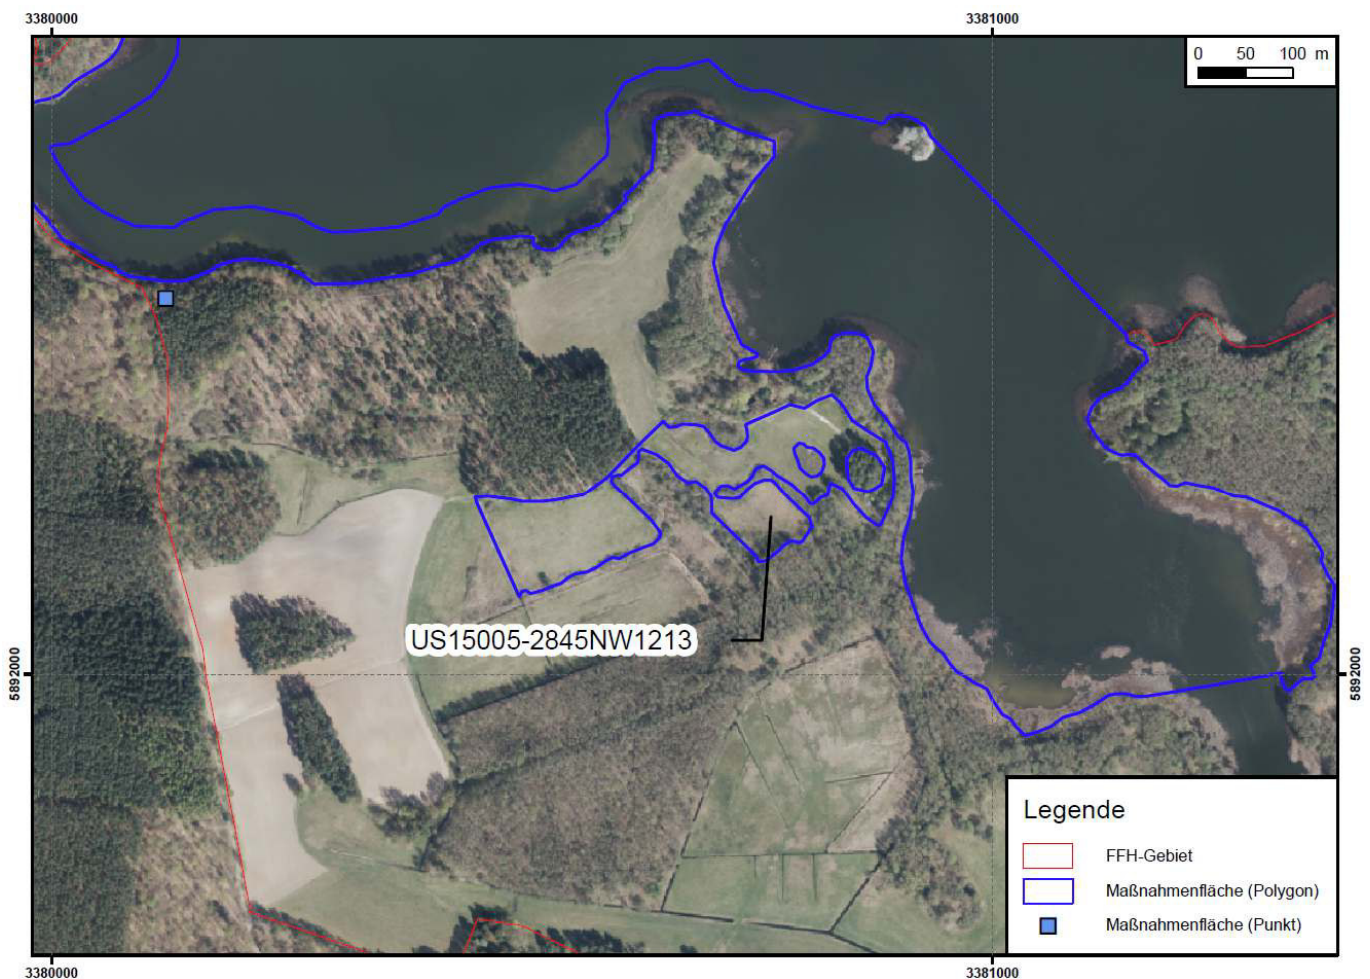 3380000 3381000
0 50 100 m
US15005-2845NW1213
5892000 5892000
Legende
FFH-Gebiet
Maßnahmenfläche (Polygon)
Maßnahmenfläche (Punkt)
3380000 3381000